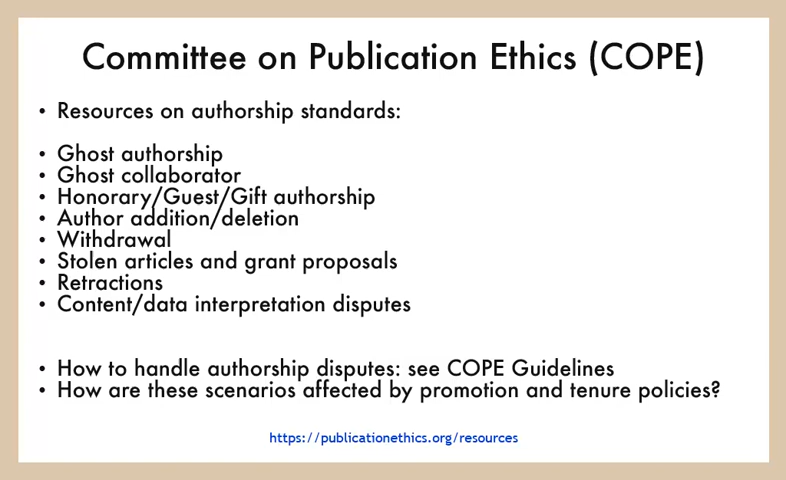 Committee on Publication Ethics (COPE)
• Resources on authorship standards:
• Ghost authorship
• Ghost collaborator
• Honorary/Guest/Gift authorship
• Author addition/deletion
• Withdrawal
• Stolen articles and grant proposals
• Retractions
• Content/data interpretation disputes
• How to handle authorship disputes: see COPE Guidelines
• How are these scenarios affected by promotion and tenure policies?
https://publicationethics.org/resources